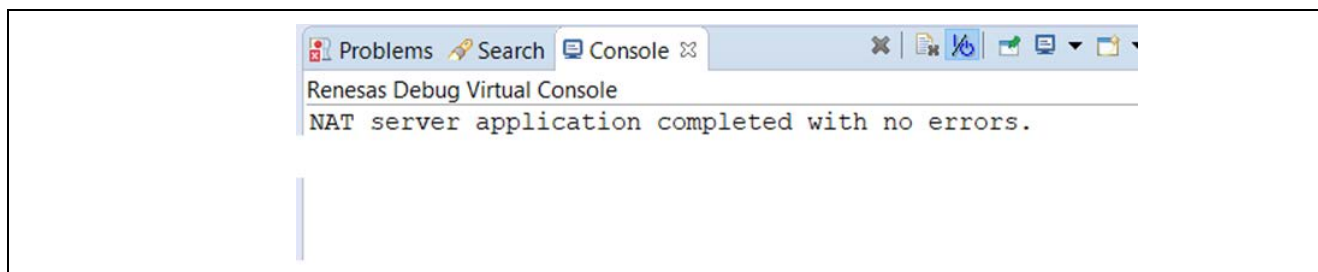 Problems Search Console
Renesas Debug Virtual Console
NAT server application completed with no errors.